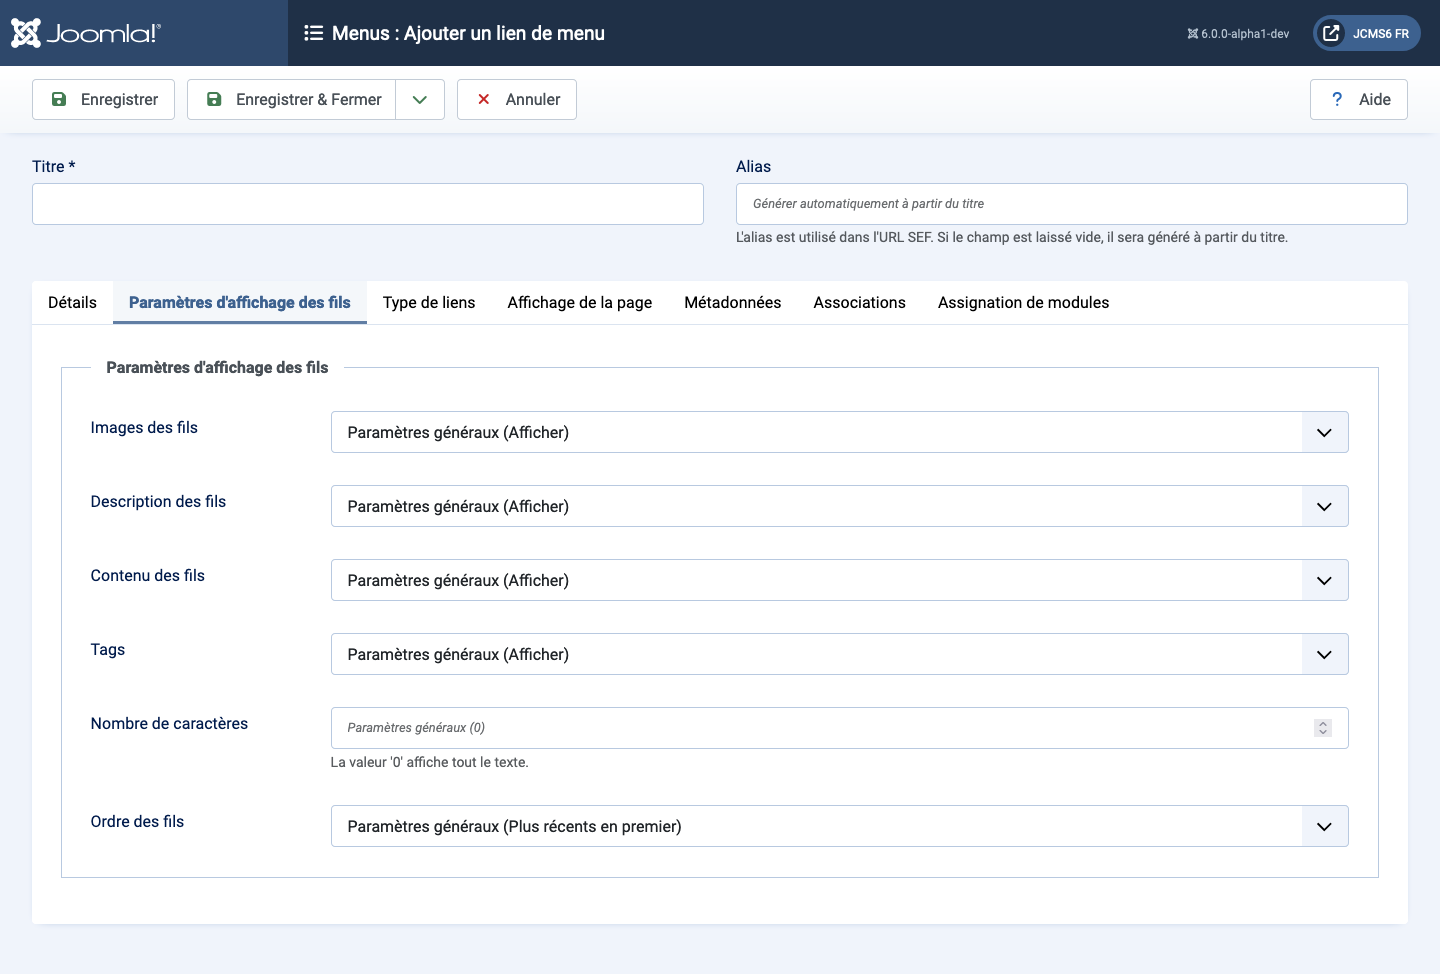 Joomla!®
Menus : Ajouter un lien de menu
6.0.0-alpha1-dev
JCMS6 FR
Enregistrer
Enregistrer & Fermer
Annuler
? Aide
Titre *
Alias
Générer automatiquement à partir du titre
L'alias est utilisé dans l'URL SEF. Si le champ est laissé vide, il sera généré à partir du titre.
Détails
Paramètres d'affichage des fils
Type de liens
Affichage de la page
Métadonnées
Associations
Assignation de modules
Paramètres d'affichage des fils
Images des fils
Paramètres généraux (Afficher)
Description des fils
Paramètres généraux (Afficher)
Contenu des fils
Paramètres généraux (Afficher)
Tags
Paramètres généraux (Afficher)
Nombre de caractères
Paramètres généraux (0)
La valeur '0' affiche tout le texte.
Ordre des fils
Paramètres généraux (Plus récents en premier)